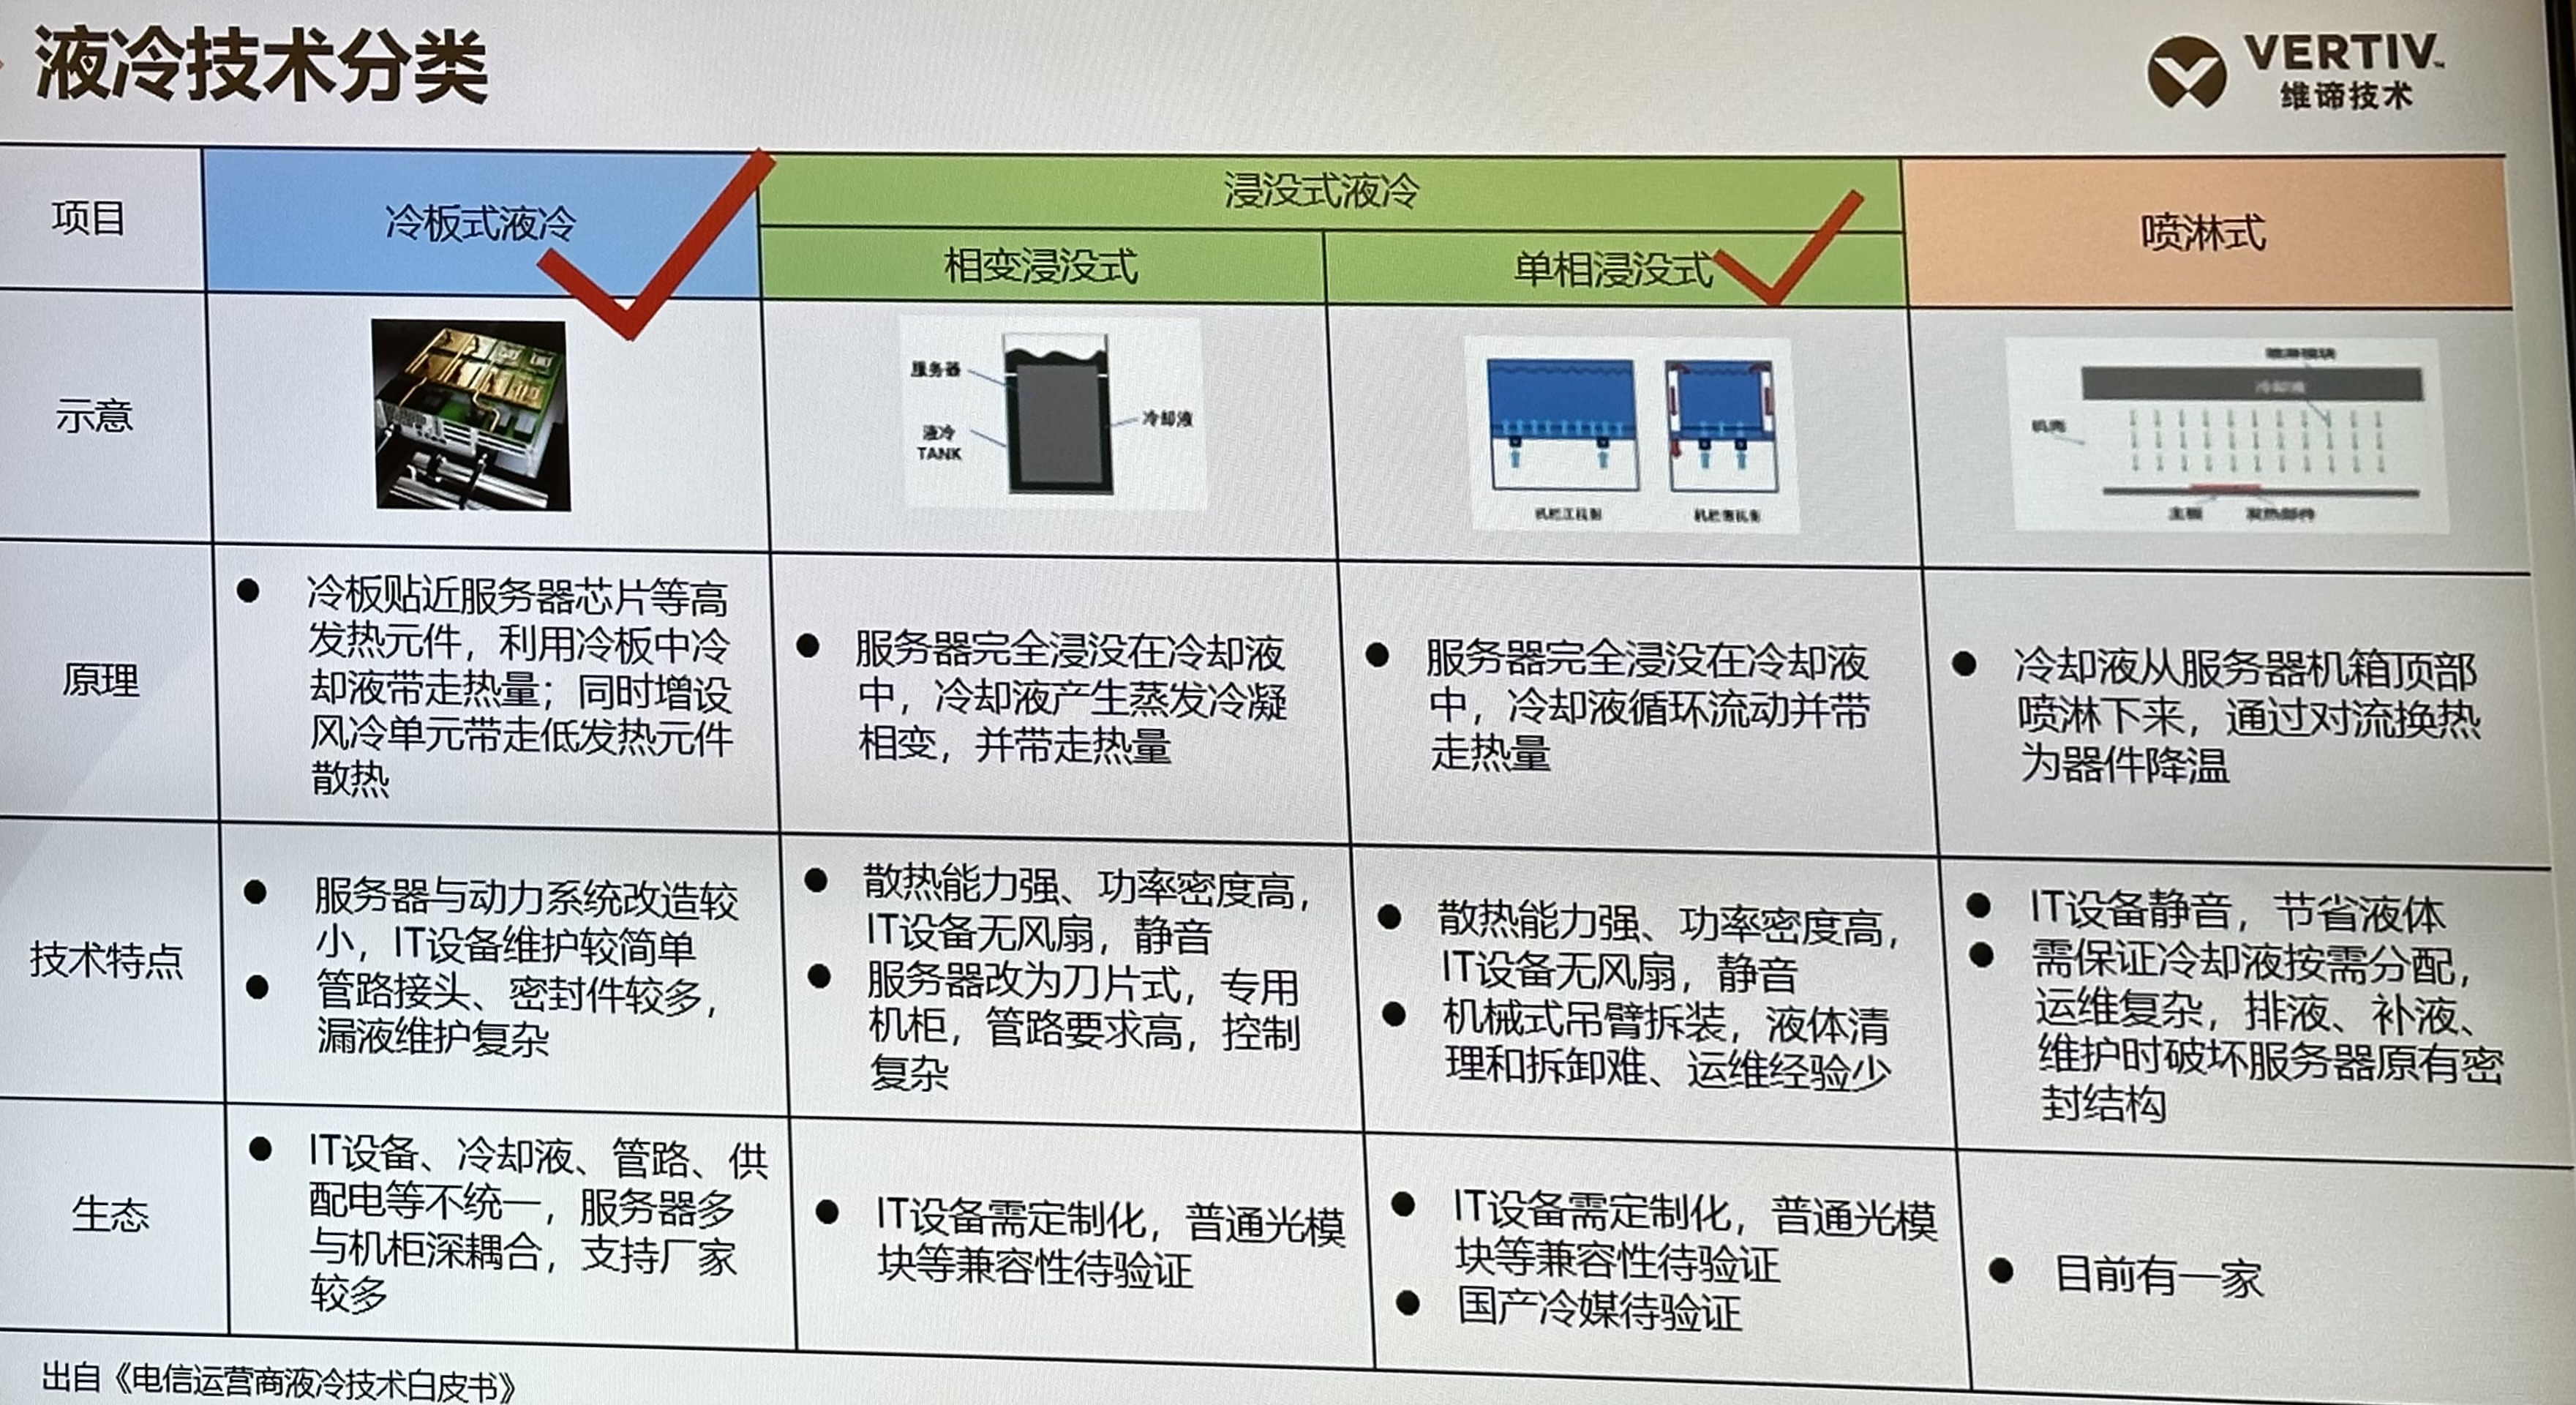 液冷技术分类
VERTIV™
维谛技术
项目
冷板式液冷
浸没式液冷
相变浸没式
单相浸没式
喷淋式
示意
服务器
液冷
TANK
冷却液
冷却液
机壳
主板
发热部件
原理
冷板贴近服务器芯片等高
发热元件，利用冷板中冷
却液带走热量；同时增设
风冷单元带走低发热元件
散热
服务器完全浸没在冷却液
中，冷却液产生蒸发冷凝
相变，并带走热量
服务器完全浸没在冷却液
中，冷却液循环流动并带
走热量
冷却液从服务器机箱顶部
喷淋下来，通过对流换热
为器件降温
技术特点
服务器与动力系统改造较
小，IT设备维护较简单
管路接头、密封件较多，
漏液维护复杂
散热能力强、功率密度高，
IT设备无风扇，静音
服务器改为刀片式，专用
机柜，管路要求高，控制
复杂
散热能力强、功率密度高，
IT设备无风扇，静音
机械式吊臂拆装，液体清
理和拆卸难、运维经验少
IT设备静音，节省液体
需保证冷却液按需分配，
运维复杂，排液、补液、
维护时破坏服务器原有密
封结构
生态
IT设备、冷却液、管路、供
配电等不统一，服务器多
与机柜深耦合，支持厂家
较多
IT设备需定制化，普通光模
块等兼容性待验证
IT设备需定制化，普通光模
块等兼容性待验证
国产冷媒待验证
目前有一家
出自《电信运营商液冷技术白皮书》